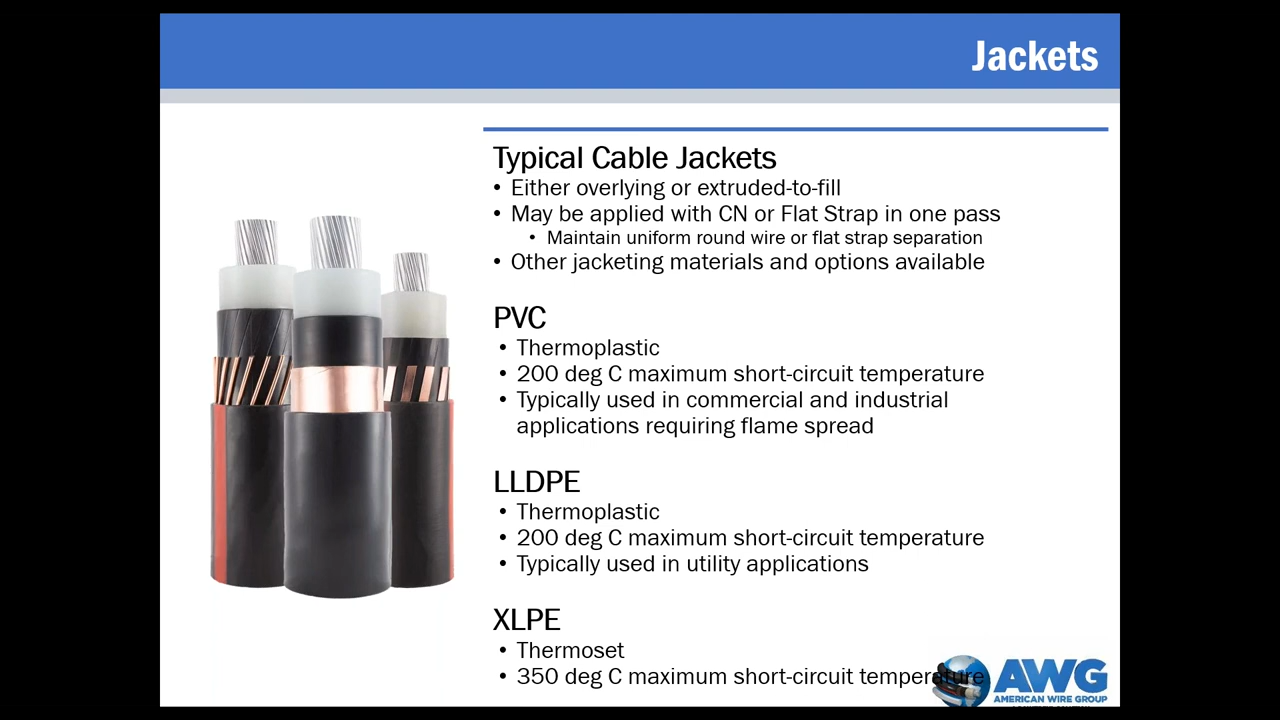 Jackets
Typical Cable Jackets
• Either overlying or extruded-to-fill
• May be applied with CN or Flat Strap in one pass
• Maintain uniform round wire or flat strap separation
• Other jacketing materials and options available
PVC
• Thermoplastic
• 200 deg C maximum short-circuit temperature
• Typically used in commercial and industrial
applications requiring flame spread
LLDPE
• Thermoplastic
• 200 deg C maximum short-circuit temperature
• Typically used in utility applications
XLPE
• Thermoset
• 350 deg C maximum short-circuit temperature
AWG
AMERICAN WIRE GROUP